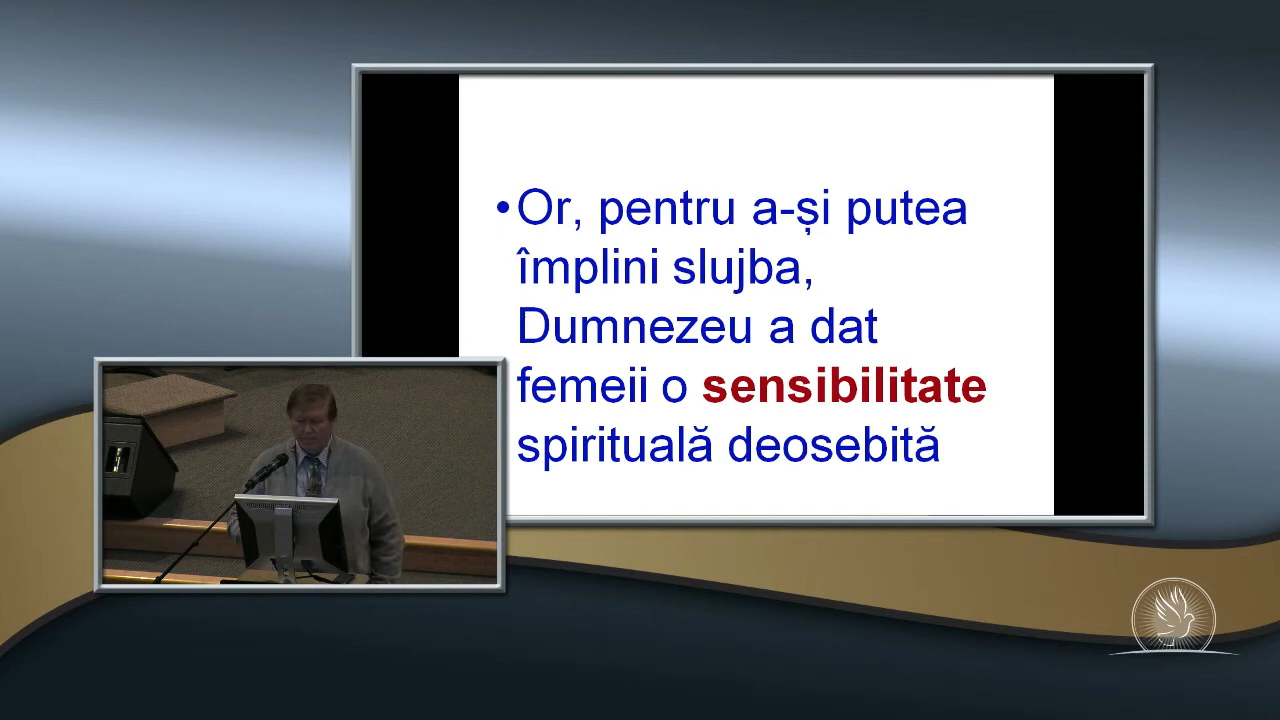 •Or, pentru a-și putea
împlini slujba,
Dumnezeu a dat
femeii o sensibilitate
spirituală deosebită